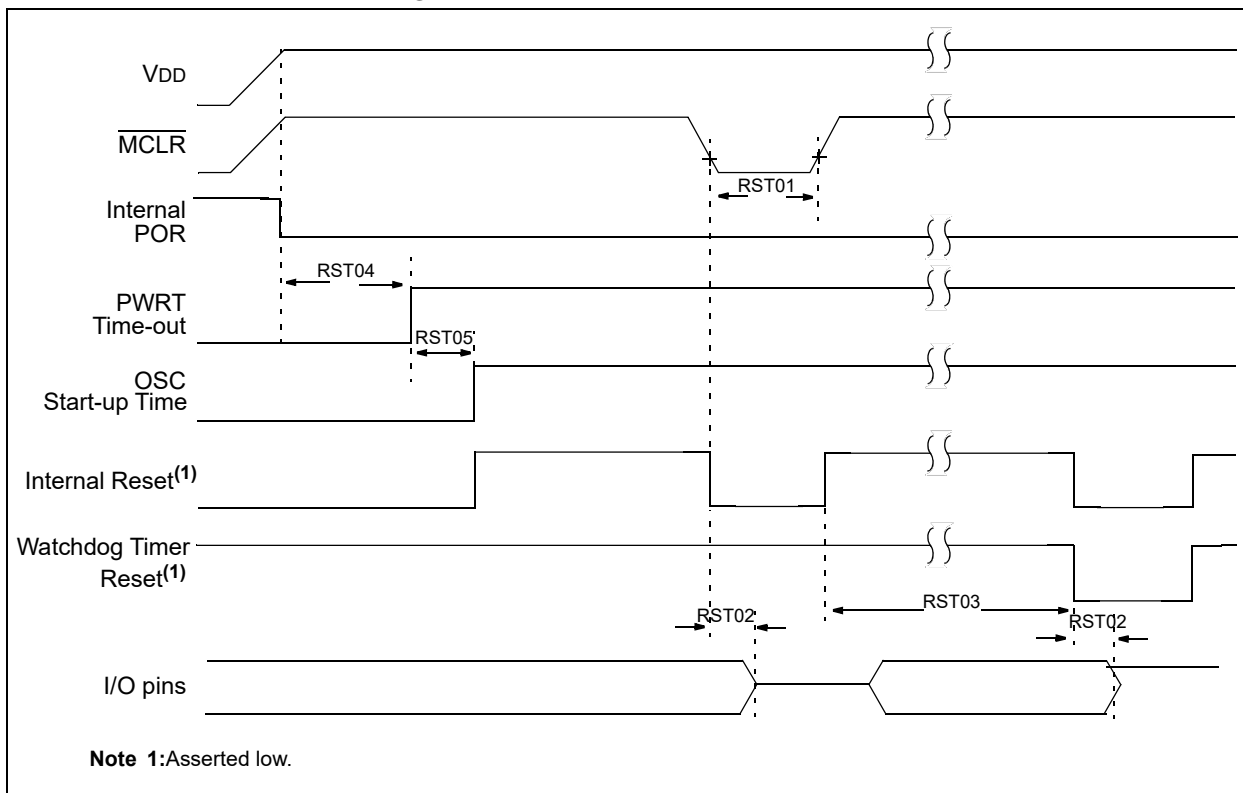 VDD
MCLR
RST01
Internal
POR
RST04
PWRT
Time-out
RST05
OSC
Start-up Time
Internal Reset(1)
Watchdog Timer
Reset(1)
RST03
RST02
RST02
I/O pins
Note 1:Asserted low.